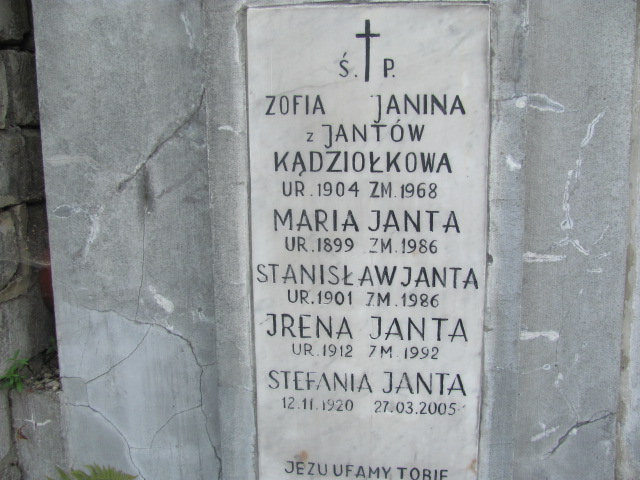 Ś. P.
ZOFIA JANINA
z JANTÓW
KĄDZIOŁKOWA
UR. 1904 ZM. 1968
MARIA JANTA
UR. 1899 ZM. 1986
STANISŁAW JANTA
UR. 1901 ZM. 1986
IRENA JANTA
UR. 1912 ZM 1992
STEFANIA JANTA
12.11.1920 27.03.2005
JEZU UFAMY TOBIE